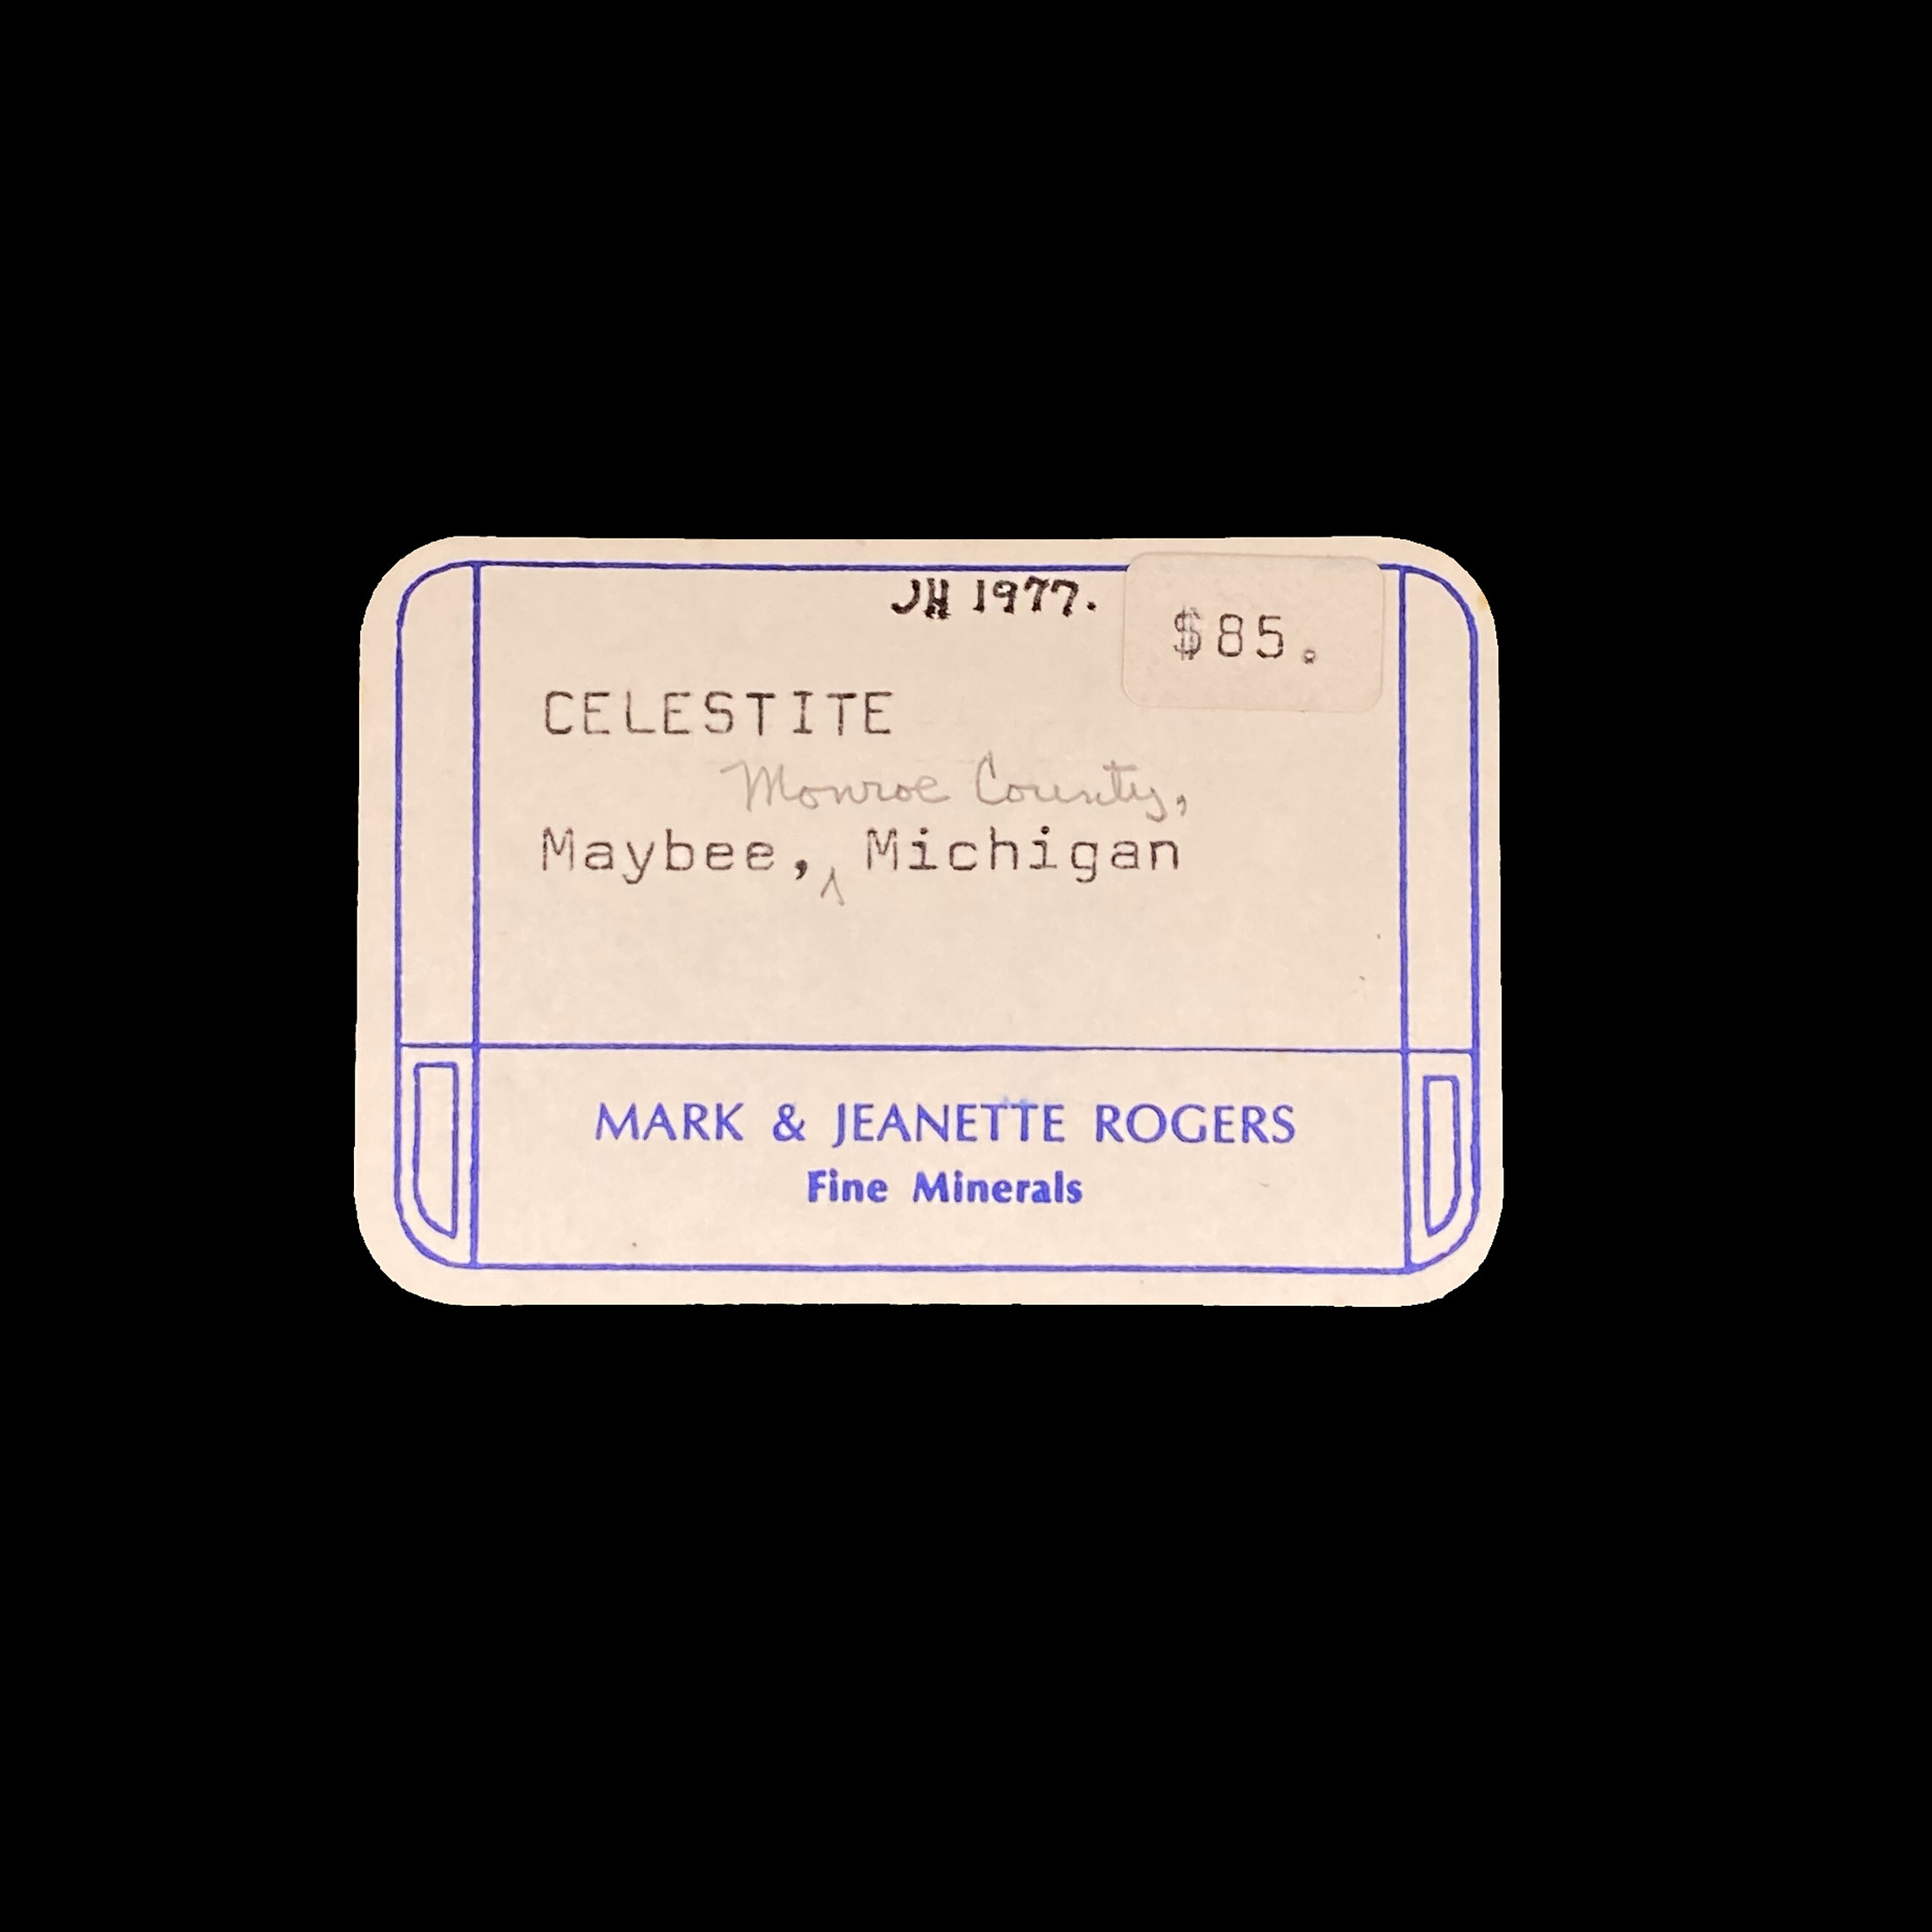 JH 1977.
$85.
CELESTITE
Monroe County,
Maybee, Michigan
MARK & JEANETTE ROGERS
Fine Minerals